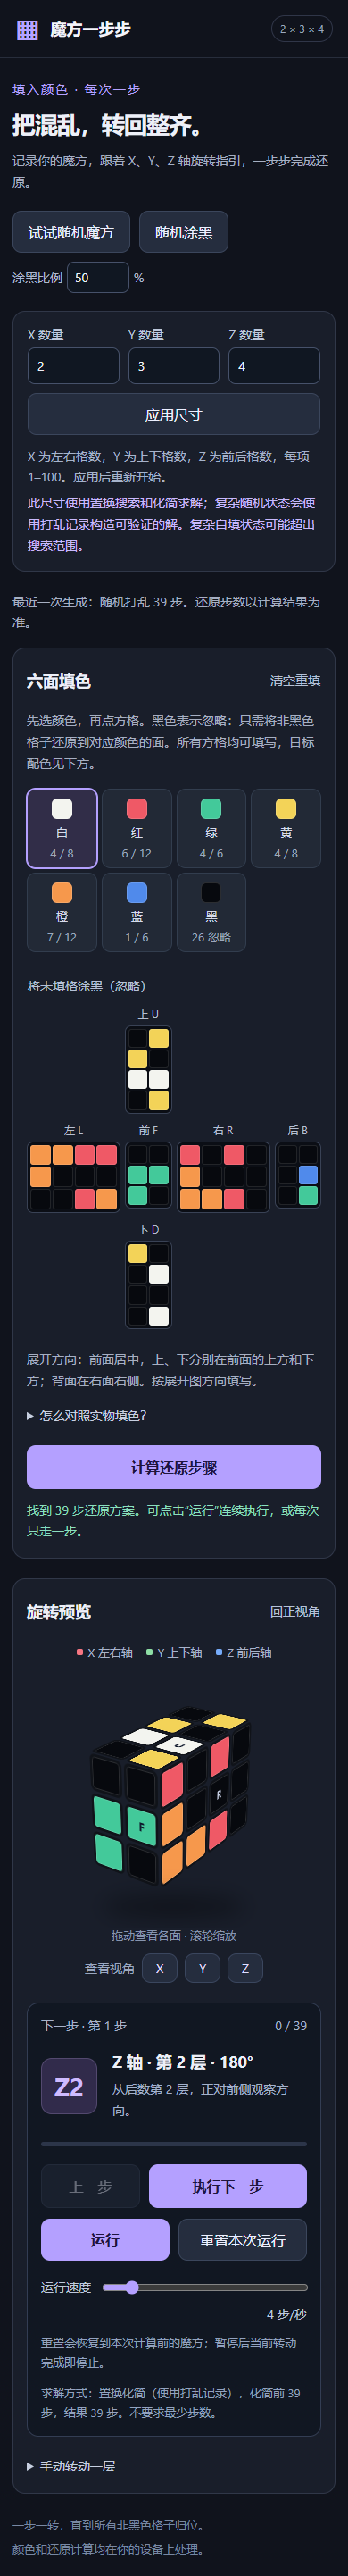 魔方一步步
2 × 3 × 4
填入颜色 · 每次一步
把混乱，转回整齐。
记录你的魔方，跟着 X、Y、Z 轴旋转指引，一步步完成还
原。
试试随机魔方
随机涂黑
涂黑比例 50 %
X 数量
Y 数量
Z 数量
2
3
4
应用尺寸
X 为左右格数，Y 为上下格数，Z 为前后格数，每项
1–100。应用后重新开始。
此尺寸使用置换搜索和化简求解；复杂随机状态会使
用打乱记录构造可验证的解。复杂自填状态可能超出
搜索范围。
最近一次生成：随机打乱 39 步。还原步数以计算结果为
准。
六面填色
清空重填
先选颜色，再点方格。黑色表示忽略：只需将非黑色
格子还原到对应颜色的面。所有方格均可填写，目标
配色见下方。
白
4 / 8
红
6 / 12
绿
4 / 6
黄
4 / 8
橙
7 / 12
蓝
1 / 6
黑
26 忽略
将未填格涂黑（忽略）
上 U
左 L
前 F
右 R
后 B
下 D
展开方向：前面居中，上、下分别在前面的上方和下
方；背面在右面右侧。按展开图方向填写。
▶ 怎么对照实物填色？
计算还原步骤
找到 39 步还原方案。可点击“运行”连续执行，或每次
只走一步。
旋转预览
回正视角
X 左右轴
Y 上下轴
Z 前后轴
U
R
F
拖动查看各面 · 滚轮缩放
查看视角
X
Y
Z
下一步 · 第 1 步
0 / 39
Z2
Z 轴 · 第 2 层 · 180°
从后数第 2 层，正对前侧观察方
向。
上一步
执行下一步
运行
重置本次运行
运行速度
4 步/秒
重置会恢复到本次计算前的魔方；暂停后当前转动
完成即停止。
求解方式：置换化简（使用打乱记录），化简前 39
步，结果 39 步。不要求最少步数。
▶ 手动转动一层
一步一转，直到所有非黑色格子归位。
颜色和还原计算均在你的设备上处理。